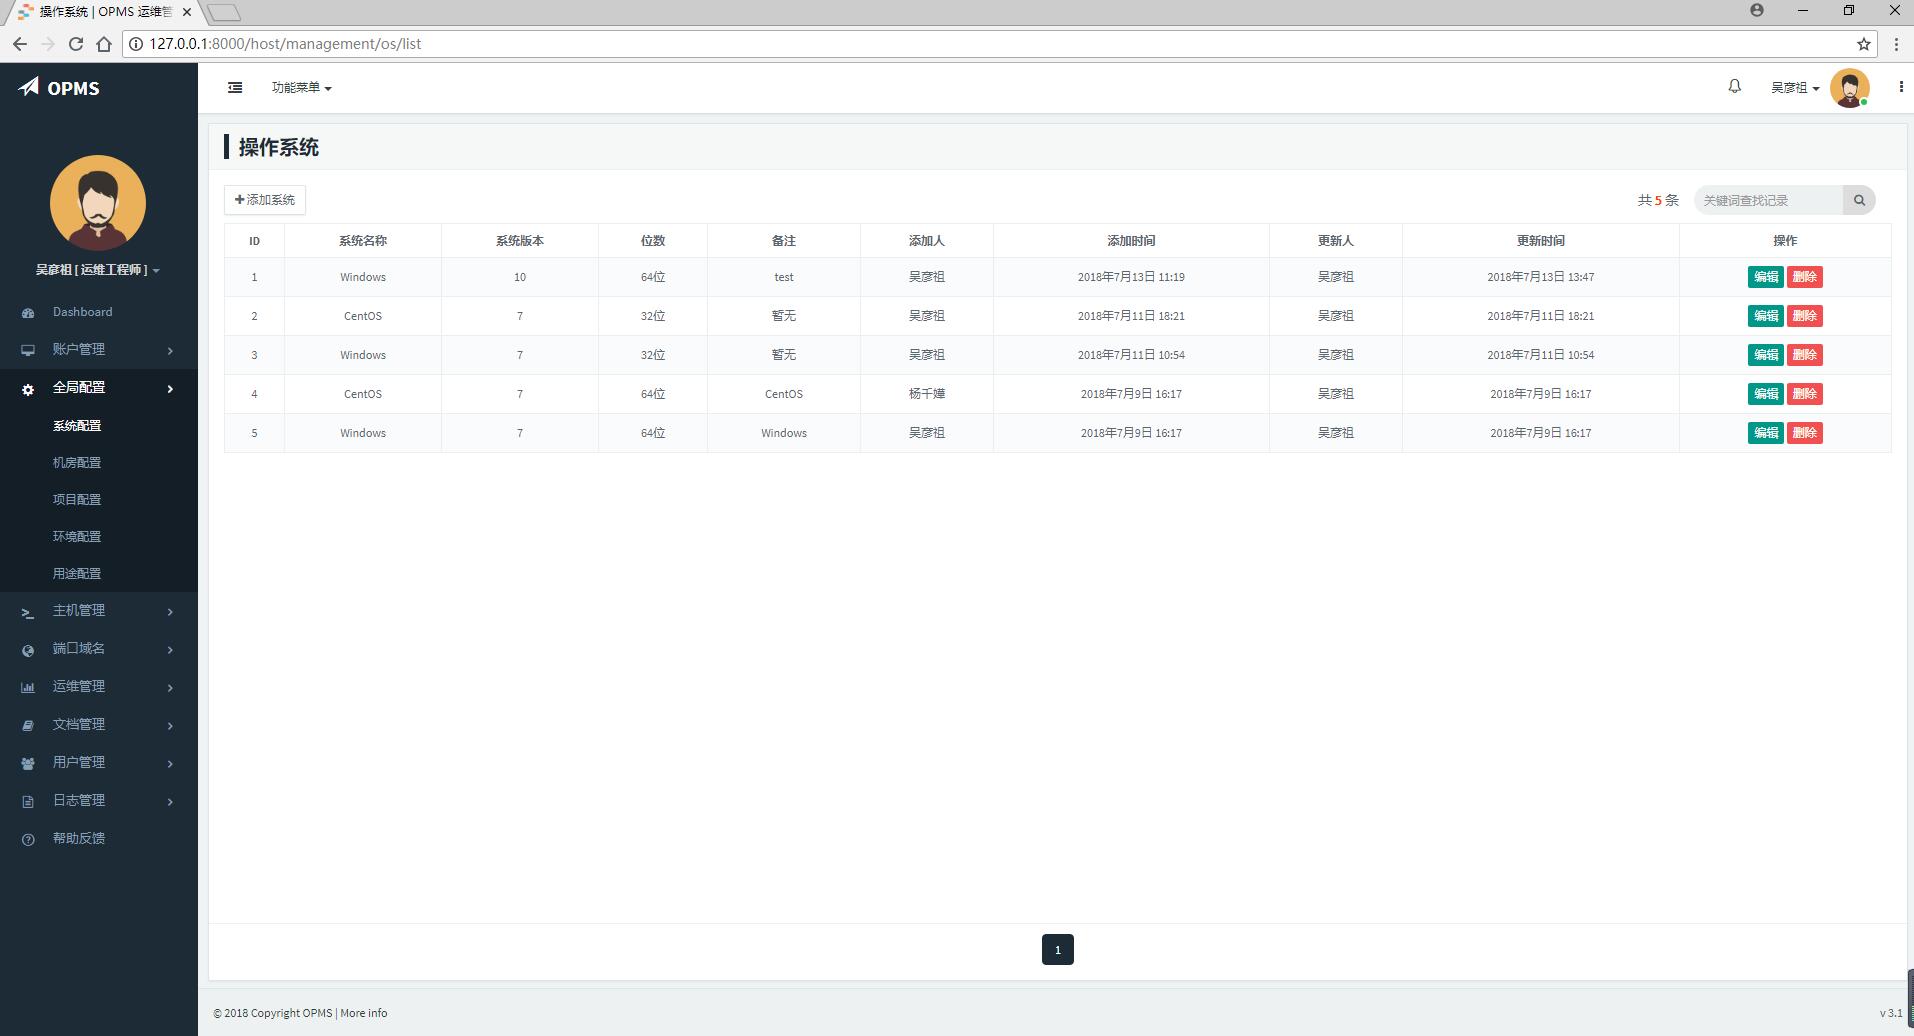 操作系统 | OPMS 运维管
127.0.0.1:8000/host/management/os/list
OPMS
功能菜单
吴彦祖
吴彦祖 [ 运维工程师 ]
Dashboard
账户管理
全局配置
系统配置
机房配置
项目配置
环境配置
用途配置
主机管理
端口域名
运维管理
文档管理
用户管理
日志管理
帮助反馈
操作系统
添加系统
共 5 条
关键词查找记录
ID 系统名称 系统版本 位数 备注 添加人 添加时间 更新人 更新时间 操作
1 Windows 10 64位 test 吴彦祖 2018年7月13日 11:19 吴彦祖 2018年7月13日 13:47 编辑 删除
2 CentOS 7 32位 暂无 吴彦祖 2018年7月11日 18:21 吴彦祖 2018年7月11日 18:21 编辑 删除
3 Windows 7 32位 暂无 吴彦祖 2018年7月11日 10:54 吴彦祖 2018年7月11日 10:54 编辑 删除
4 CentOS 7 64位 CentOS 杨千嬅 2018年7月9日 16:17 吴彦祖 2018年7月9日 16:17 编辑 删除
5 Windows 7 64位 Windows 吴彦祖 2018年7月9日 16:17 吴彦祖 2018年7月9日 16:17 编辑 删除
1
© 2018 Copyright OPMS | More info
v 3.1